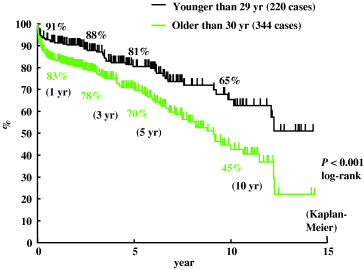 Younger than 29 yr (220 cases)
Older than 30 yr (344 cases)
%
100
90
80
70
60
50
40
30
20
10
0
91%
88%
81%
65%
83%
78%
70%
45%
(1 yr)
(3 yr)
(5 yr)
(10 yr)
P < 0.001
log-rank
(Kaplan-
Meier)
0
5
10
15
year